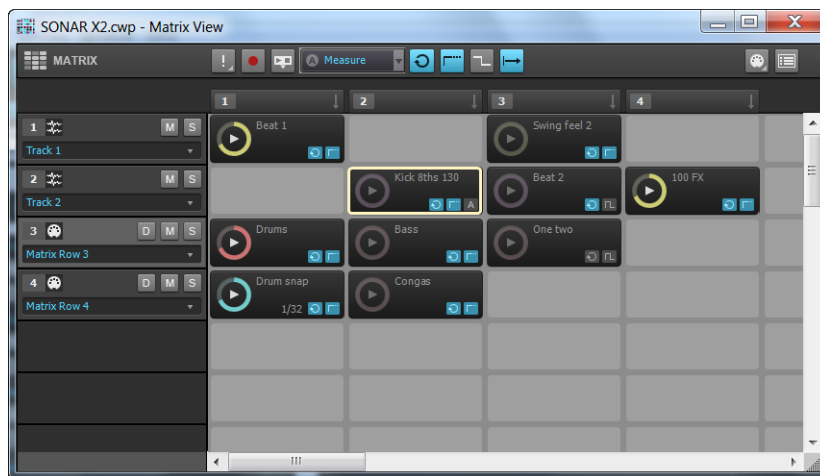 SONAR X2.cwp - Matrix View
MATRIX
A Measure
1 2 3 4
1 M S
Track 1
Beat 1
Swing feel 2
2 M S
Track 2
Kick 8ths 130
A
Beat 2
100 FX
3 D M S
Matrix Row 3
Drums
Bass
One two
4 D M S
Matrix Row 4
Drum snap
1/32
Congas